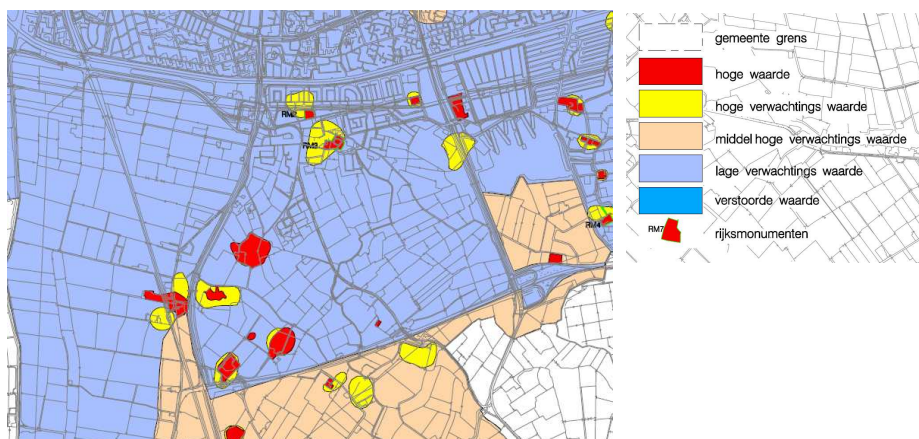 RM2
RM3
RM4
gemeente grens
hoge waarde
hoge verwachtings waarde
middel hoge verwachtings waarde
lage verwachtings waarde
verstoorde waarde
RM7
rijksmonumenten